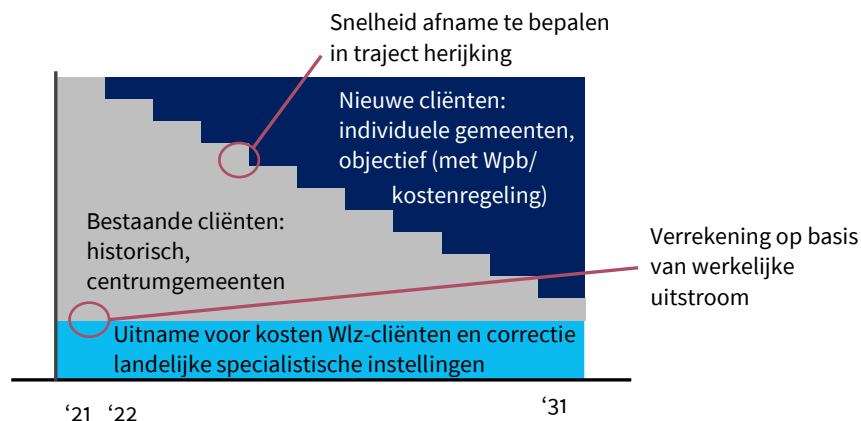 Snelheid afname te bepalen
in traject herijking
Nieuwe cliënten:
individuele gemeenten,
objectief (met Wpb/
kostenregeling)
Bestaande cliënten:
historisch,
centrumgemeenten
Verrekening op basis
van werkelijke
uitstroom
Uitname voor kosten Wlz-cliënten en correctie
landelijke specialistische instellingen
‘21 ‘22 ‘31